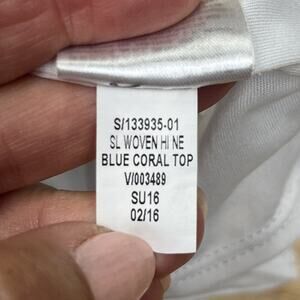 S/133935-01
SL WOVEN HI NE
BLUE CORAL TOP
V/003489
SU16
02/16